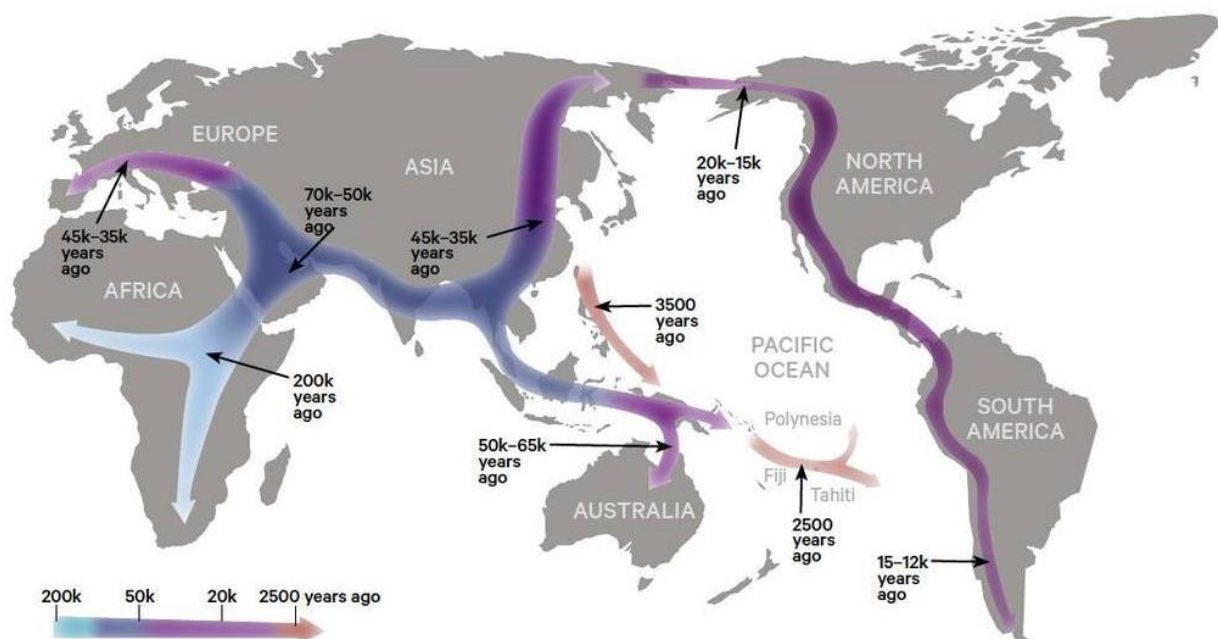 EUROPE
ASIA
NORTH
AMERICA
20k–15k
years
ago
70k–50k
years
ago
45k–35k
years
ago
45k–35k
years
ago
AFRICA
3500
years
ago
PACIFIC
OCEAN
200k
years
ago
SOUTH
AMERICA
Polynesia
50k–65k
years
ago
Fiji
Tahiti
AUSTRALIA
2500
years
ago
15–12k
years
ago
200k 50k 20k 2500 years ago